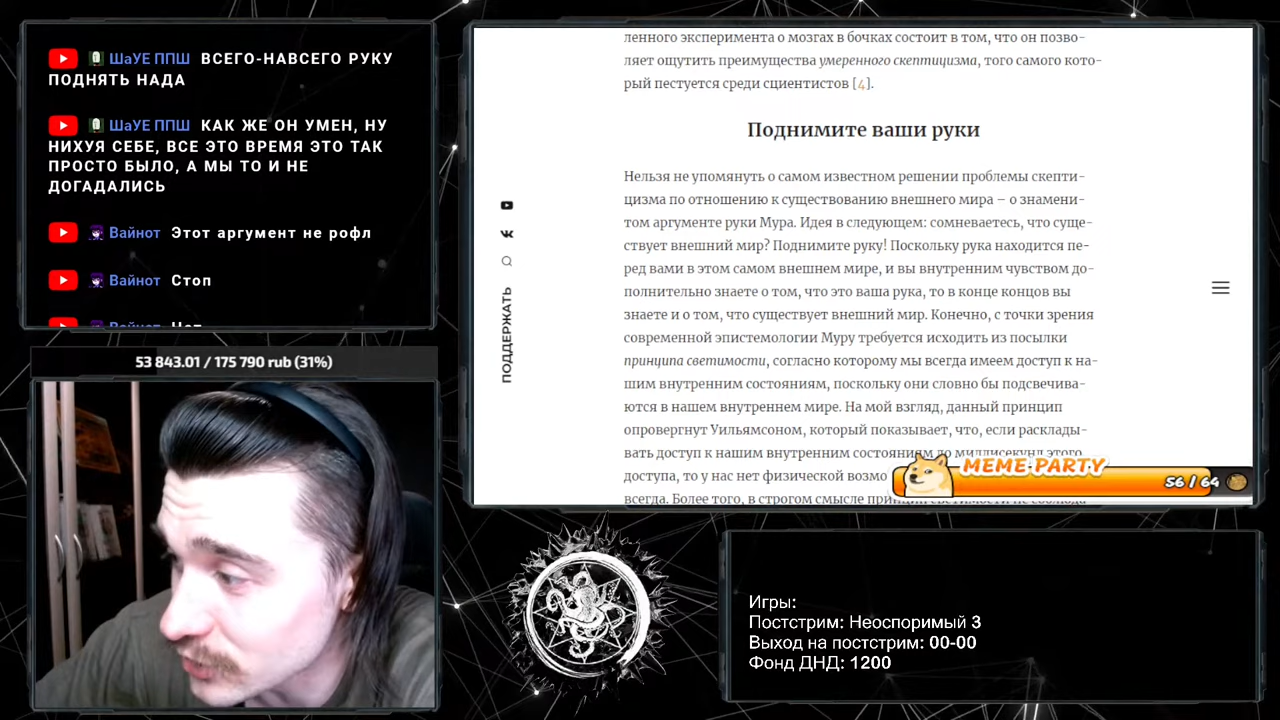 ШаУЕ ППШ ВСЕГО-НАВСЕГО РУКУ
ПОДНЯТЬ НАДА
ШаУЕ ППШ КАК ЖЕ ОН УМЕН, НУ
НИХУЯ СЕБЕ, ВСЕ ЭТО ВРЕМЯ ЭТО ТАК
ПРОСТО БЫЛО, А МЫ ТО И НЕ
ДОГАДАЛИСЬ
Вайнот Этот аргумент не рофл
Вайнот Стоп
53 843.01 / 175 790 rub (31%)
ленного эксперимента о мозгах в бочках состоит в том, что он позво-
ляет ощутить преимущества умеренного скептицизма, того самого кото-
рый пестуется среди сциентистов [4].
Поднимите ваши руки
Нельзя не упомянуть о самом известном решении проблемы скепти-
цизма по отношению к существованию внешнего мира – о знамени-
том аргументе руки Мура. Идея в следующем: сомневаетесь, что суще-
ствует внешний мир? Поднимите руку! Поскольку рука находится пе-
ред вами в этом самом внешнем мире, и вы внутренним чувством до-
полнительно знаете о том, что это ваша рука, то в конце концов вы
знаете и о том, что существует внешний мир. Конечно, с точки зрения
современной эпистемологии Муру требуется исходить из посылки
принципа светимости, согласно которому мы всегда имеем доступ к на-
шим внутренним состояниям, поскольку они словно бы подсвечива-
ются в нашем внутреннем мире. На мой взгляд, данный принцип
опровергнут Уильямсоном, который показывает, что, если расклады-
вать доступ к нашим внутренним состояниям до миллисекунд этого
доступа, то у нас нет физической возмо
всегда. Более того, в строгом смысле
ПОДДЕРЖАТЬ
MEME PARTY
56 / 64
Игры:
Постстрим: Неоспоримый 3
Выход на постстрим: 00-00
Фонд ДНД: 1200